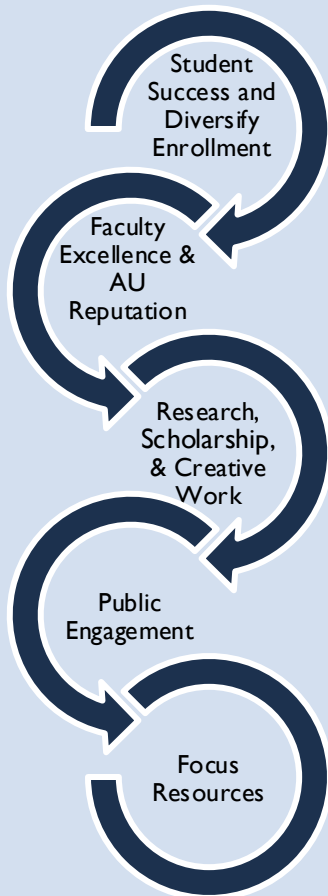 Student
Success and
Diversify
Enrollment
Faculty
Excellence &
AU
Reputation
Research,
Scholarship,
& Creative
Work
Public
Engagement
Focus
Resources